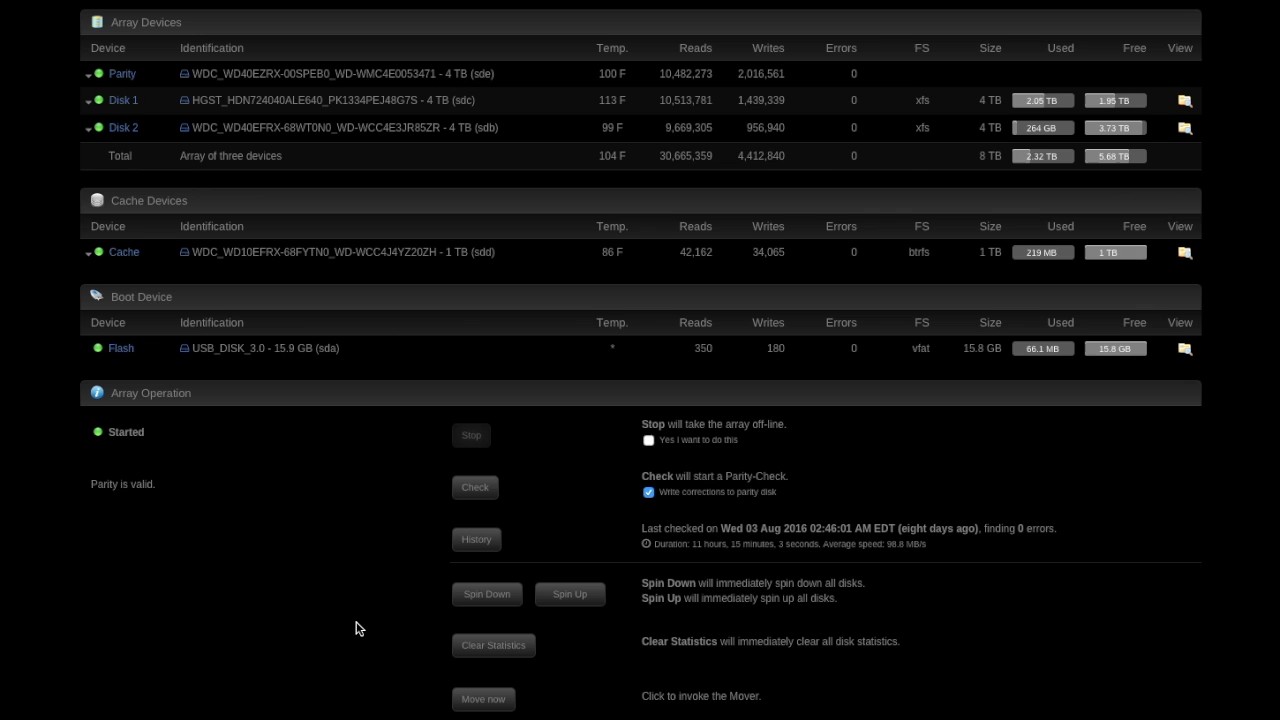 Array Devices
Device Identification Temp. Reads Writes Errors FS Size Used Free View
Parity WDC_WD40EZRX-00SPEB0_WD-WMC4E0053471 - 4 TB (sde) 100 F 10,482,273 2,016,561 0
Disk 1 HGST_HDN724040ALE640_PK1334PEJ48G7S - 4 TB (sdc) 113 F 10,513,781 1,439,339 0 xfs 4 TB 2.05 TB 1.95 TB
Disk 2 WDC_WD40EFRX-68WT0N0_WD-WCC4E3JR85ZR - 4 TB (sdb) 99 F 9,669,305 956,940 0 xfs 4 TB 264 GB 3.73 TB
Total Array of three devices 104 F 30,665,359 4,412,840 0 8 TB 2.32 TB 5.68 TB
Cache Devices
Device Identification Temp. Reads Writes Errors FS Size Used Free View
Cache WDC_WD10EFRX-68FYTN0_WD-WCC4J4YZ20ZH - 1 TB (sdd) 86 F 42,162 34,065 0 btrfs 1 TB 219 MB 1 TB
Boot Device
Device Identification Temp. Reads Writes Errors FS Size Used Free View
Flash USB_DISK_3.0 - 15.9 GB (sda) * 350 180 0 vfat 15.8 GB 66.1 MB 15.8 GB
Array Operation
Started Stop Stop will take the array off-line.
Yes I want to do this
Parity is valid. Check Check will start a Parity-Check.
Write corrections to parity disk
History Last checked on Wed 03 Aug 2016 02:46:01 AM EDT (eight days ago), finding 0 errors.
Duration: 11 hours, 15 minutes, 3 seconds. Average speed: 98.8 MB/s
Spin Down Spin Up Spin Down will immediately spin down all disks.
Spin Up will immediately spin up all disks.
Clear Statistics Clear Statistics will immediately clear all disk statistics.
Move now Click to invoke the Mover.